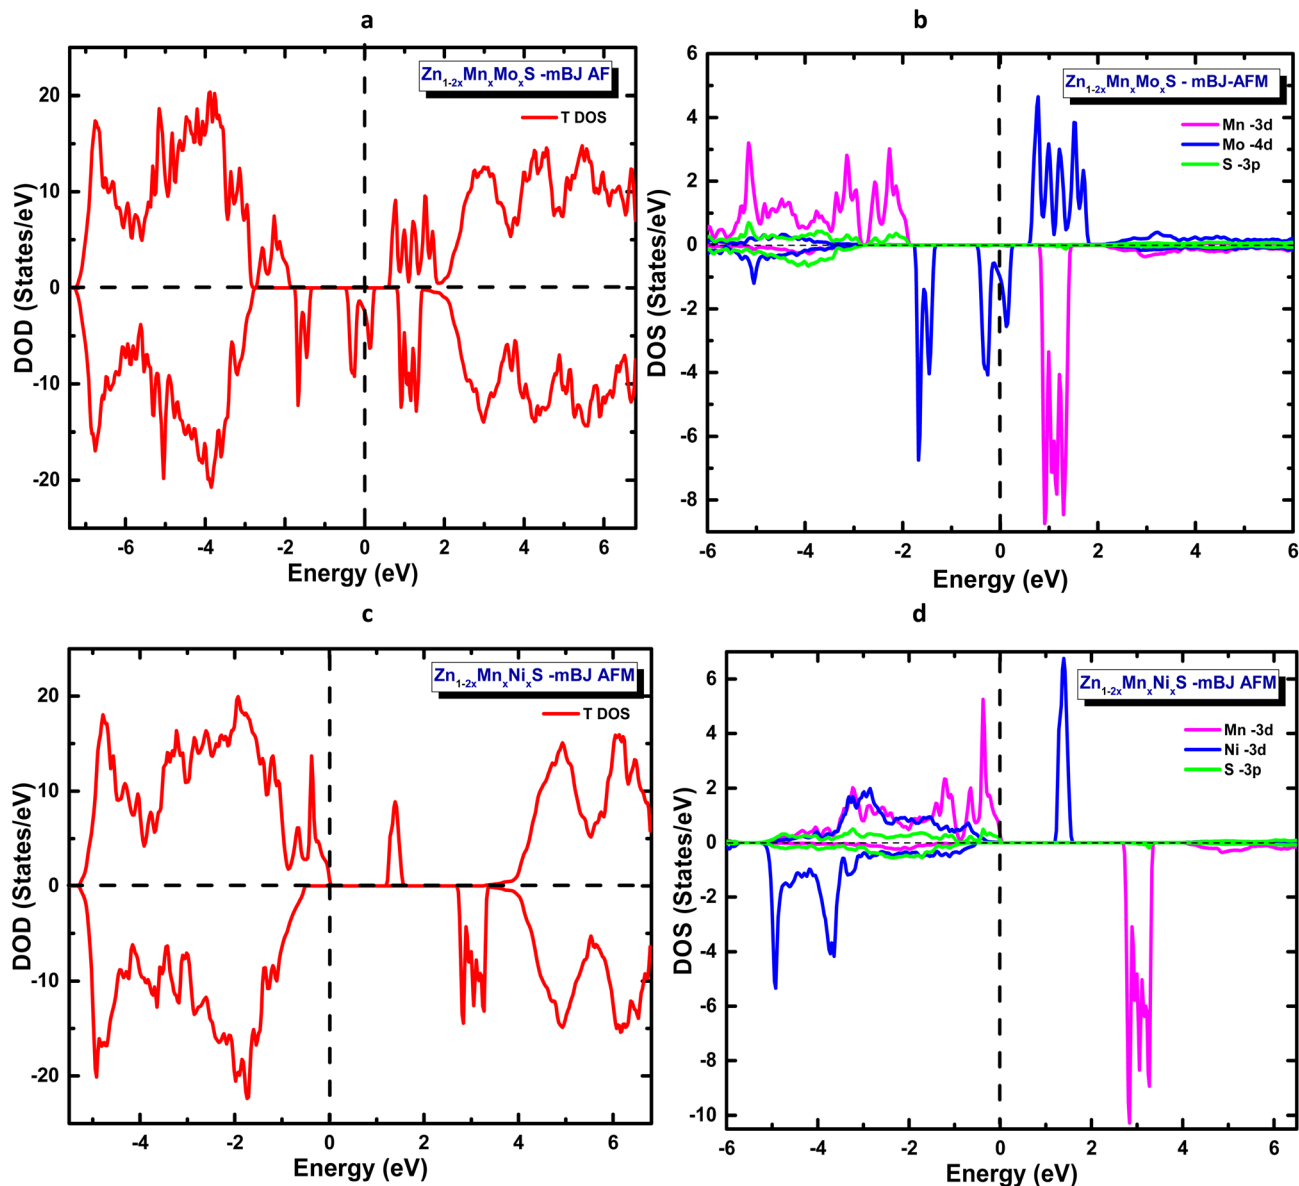 a
Zn1-2xMnxMoxS -mBJ AF
T DOS
20
10
0
-10
-20
DOD (States/eV)
-6 -4 -2 0 2 4 6
Energy (eV)
b
Zn1-2xMnxMoxS - mBJ-AFM
Mn -3d
Mo -4d
S -3p
6
4
2
0
-2
-4
-6
-8
DOS (States/eV)
-6 -4 -2 0 2 4 6
Energy (eV)
c
Zn1-2xMnxNixS -mBJ AFM
T DOS
20
10
0
-10
-20
DOD (States/eV)
-4 -2 0 2 4 6
Energy (eV)
d
Zn1-2xMnxNixS -mBJ AFM
Mn -3d
Ni -3d
S -3p
6
4
2
0
-2
-4
-6
-8
-10
DOS (States/eV)
-6 -4 -2 0 2 4 6
Energy (eV)